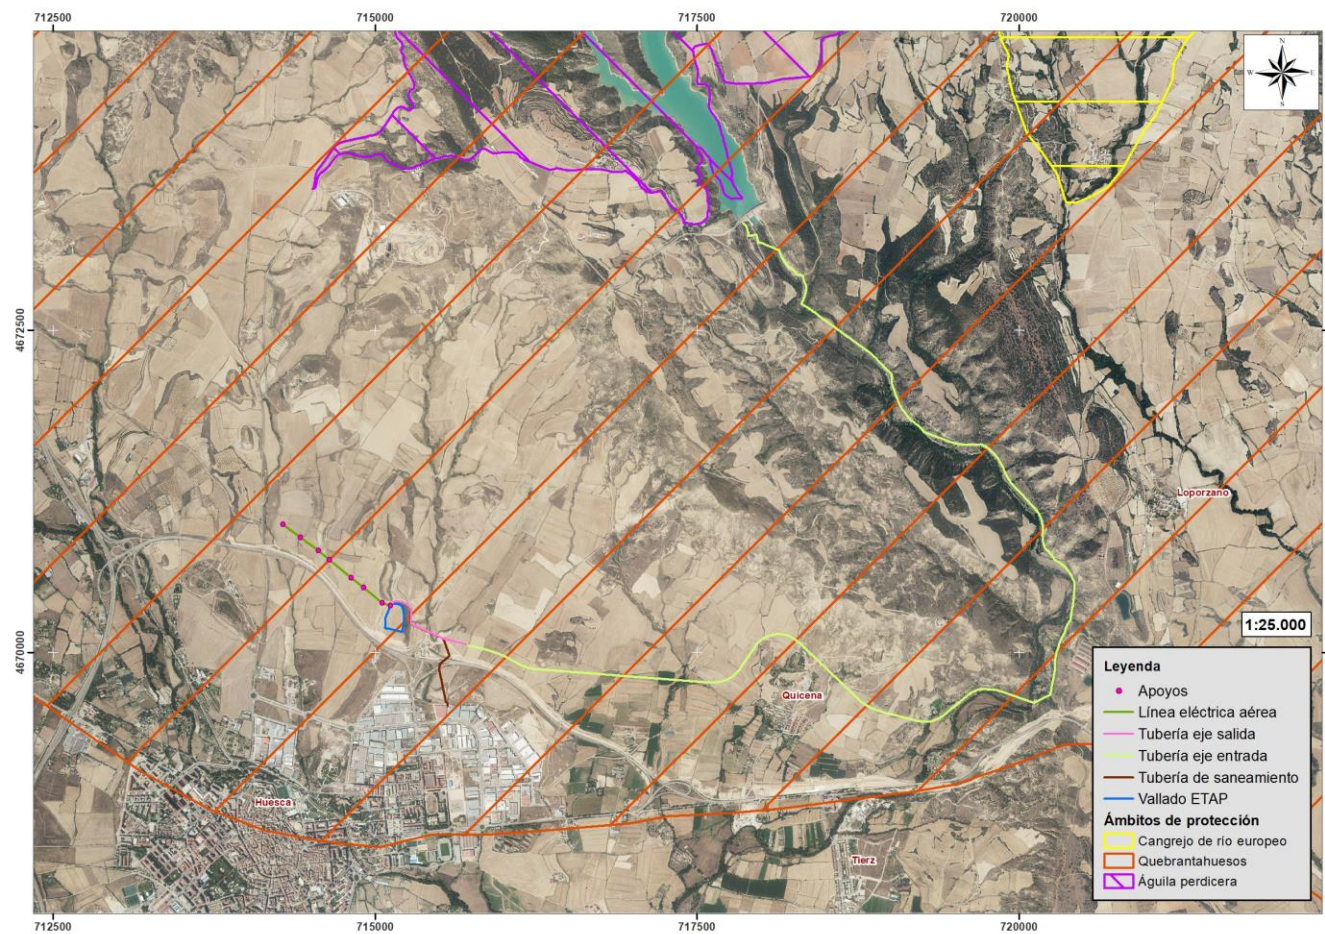 712500 715000 717500 720000
N
W E
S
4672500
Loporzano
4670000
1:25.000
Quicena
Huesca
Tierz
Leyenda
Apoyos
Línea eléctrica aérea
Tubería eje salida
Tubería eje entrada
Tubería de saneamiento
Vallado ETAP
Ámbitos de protección
Cangrejo de río europeo
Quebrantahuesos
Águila perdicera
712500 715000 717500 720000